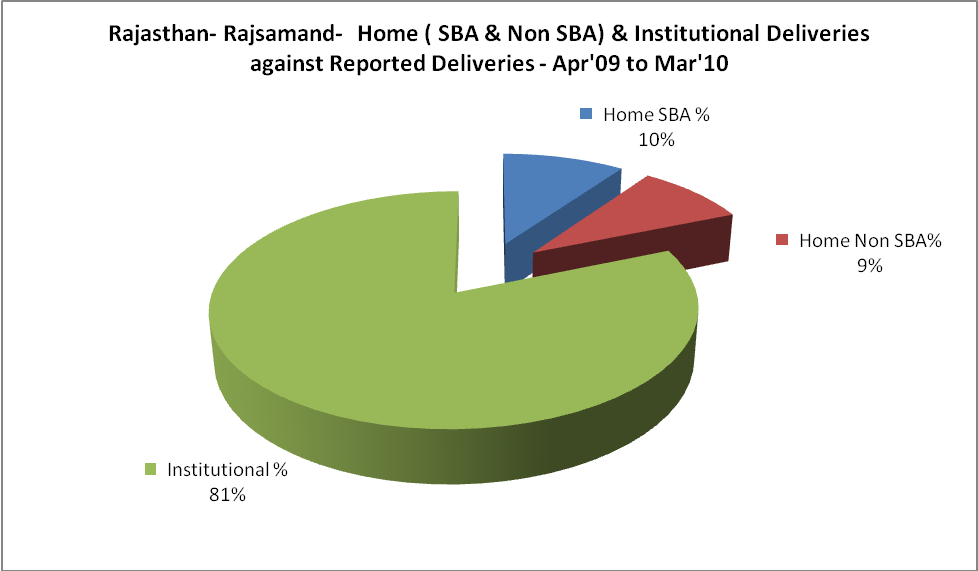 Rajasthan- Rajsamand- Home ( SBA & Non SBA) & Institutional Deliveries
against Reported Deliveries - Apr'09 to Mar'10
Home SBA %
10%
Home Non SBA%
9%
Institutional %
81%